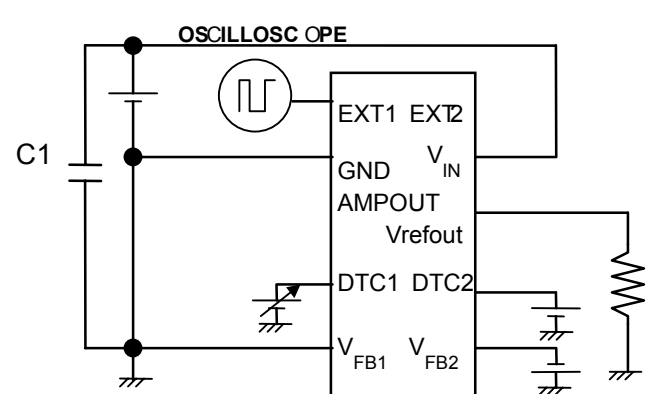 OSCILLOSC OPE
EXT1 EXT2
C1
GND
VIN
AMPOUT
Vrefout
DTC1 DTC2
VFB1 VFB2